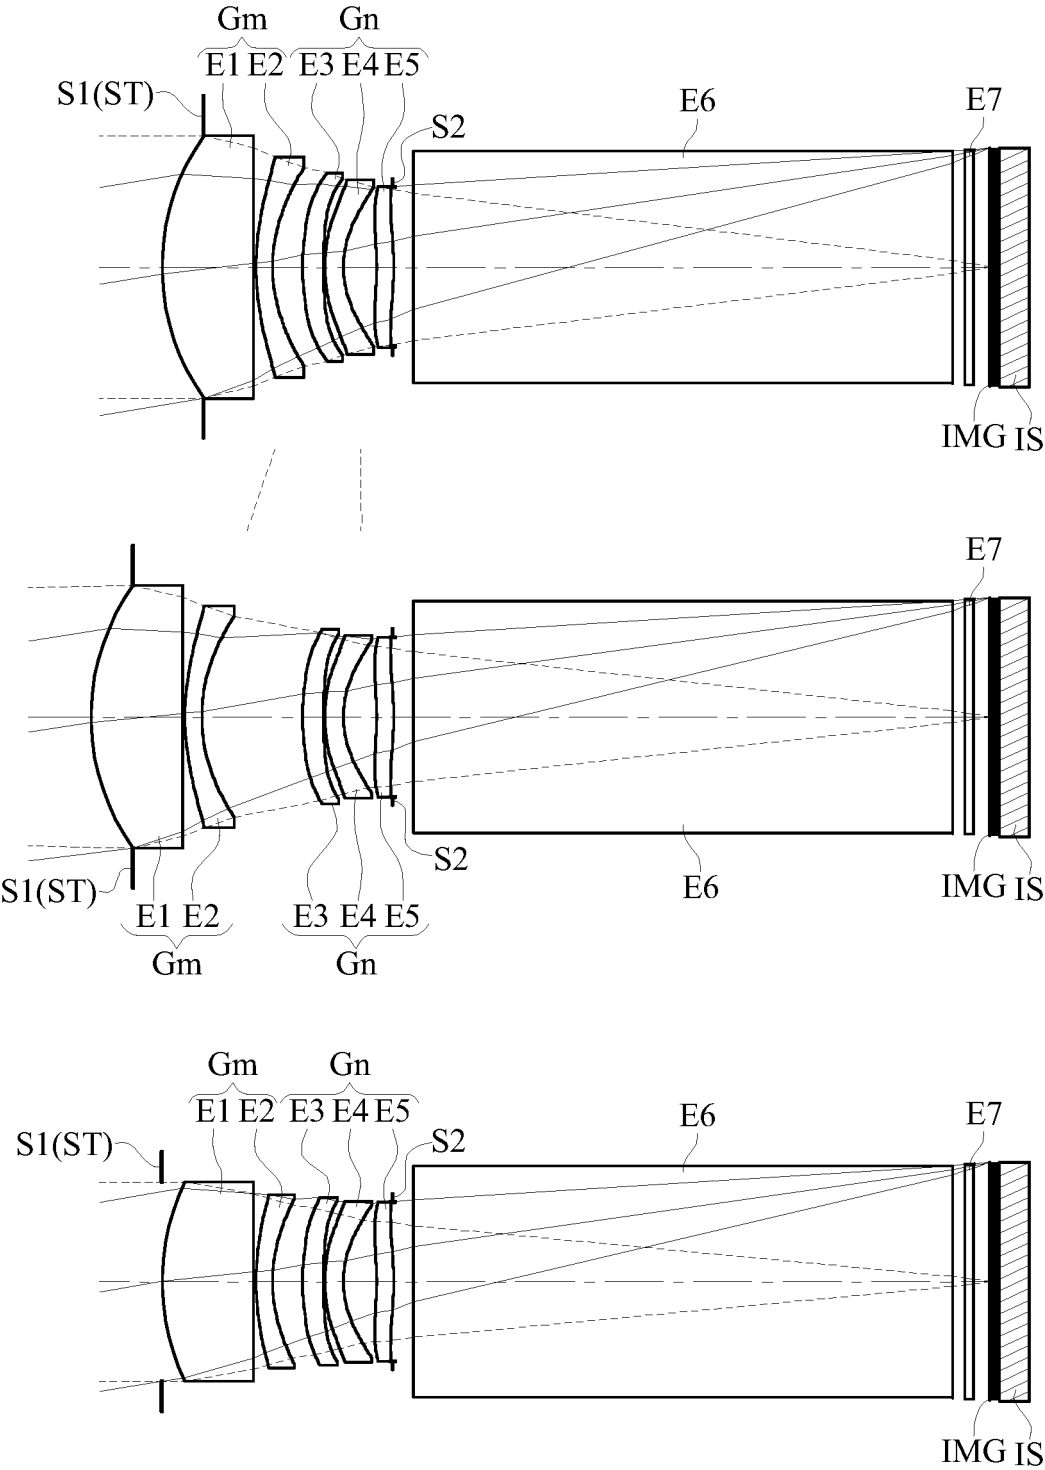 Gm Gn
E1 E2 E3 E4 E5
S1(ST) S2 E6 E7
IMG IS
E7
S2
E6 IMG IS
S1(ST)
E1 E2 E3 E4 E5
Gm Gn
Gm Gn
E1 E2 E3 E4 E5 E6 E7
S1(ST) S2
IMG IS